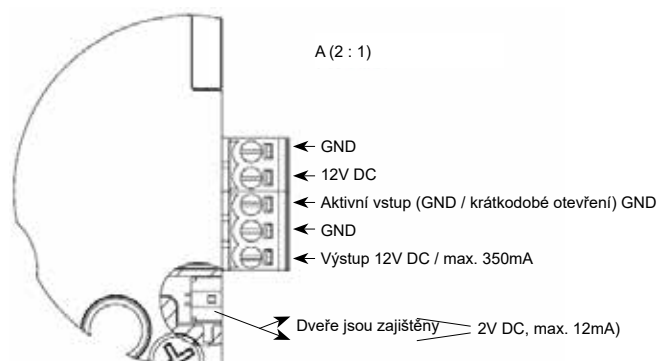 A (2 : 1)
GND
12V DC
Aktivní vstup (GND / krátkodobé otevření) GND
GND
Výstup 12V DC / max. 350mA
Dveře jsou zajištěny 2V DC, max. 12mA)